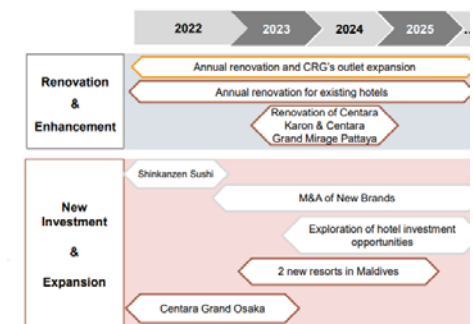 2022 2023 2024 2025 ...
Renovation
&
Enhancement
Annual renovation and CRG's outlet expansion
Annual renovation for existing hotels
Renovation of Centara
Karon & Centara
Grand Mirage Pattaya
New
Investment
&
Expansion
Shinkanzen Sushi
M&A of New Brands
Exploration of hotel investment
opportunities
2 new resorts in Maldives
Centara Grand Osaka